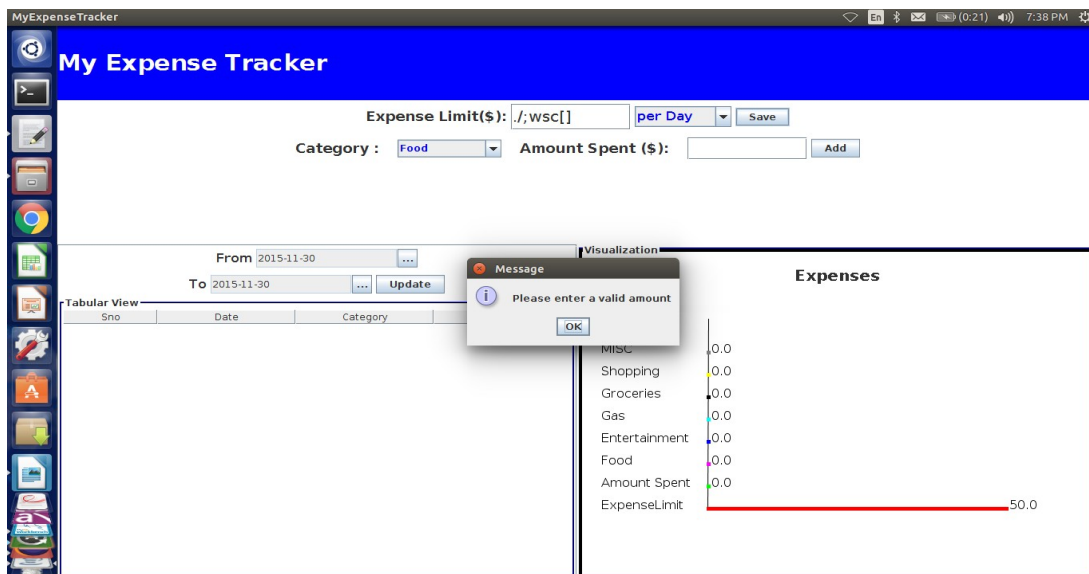 MyExpenseTracker En (0:21) 7:38 PM
My Expense Tracker
Expense Limit($): ./;wsc[] per Day Save
Category : Food Amount Spent ($): Add
From 2015-11-30 ...
To 2015-11-30 ... Update
Tabular View
Sno Date Category
Message
Please enter a valid amount
OK
Visualization
Expenses
MISC 0.0
Shopping 0.0
Groceries 0.0
Gas 0.0
Entertainment 0.0
Food 0.0
Amount Spent 0.0
ExpenseLimit 50.0